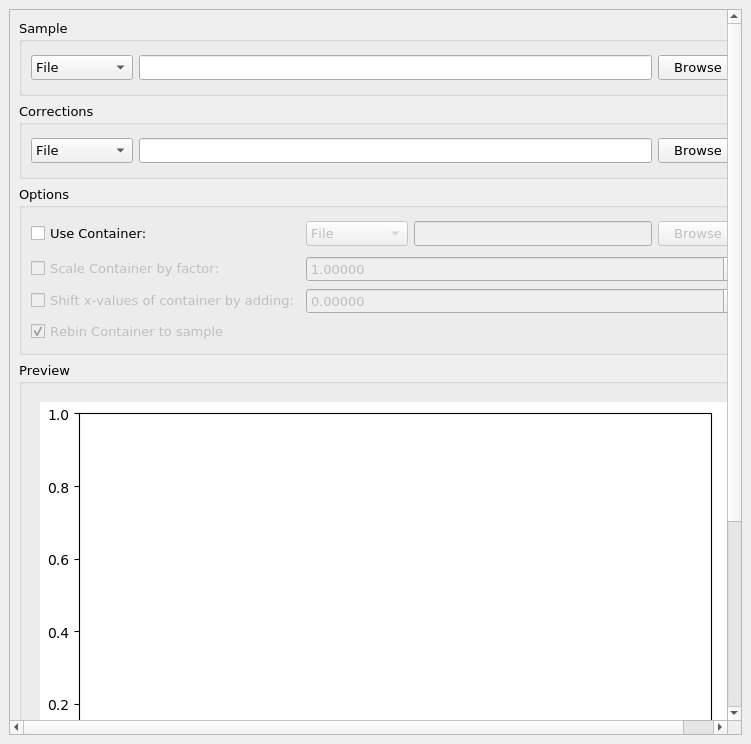 Sample
File Browse
Corrections
File Browse
Options
Use Container: File Browse
Scale Container by factor: 1.00000
Shift x-values of container by adding: 0.00000
Rebin Container to sample
Preview
1.0
0.8
0.6
0.4
0.2